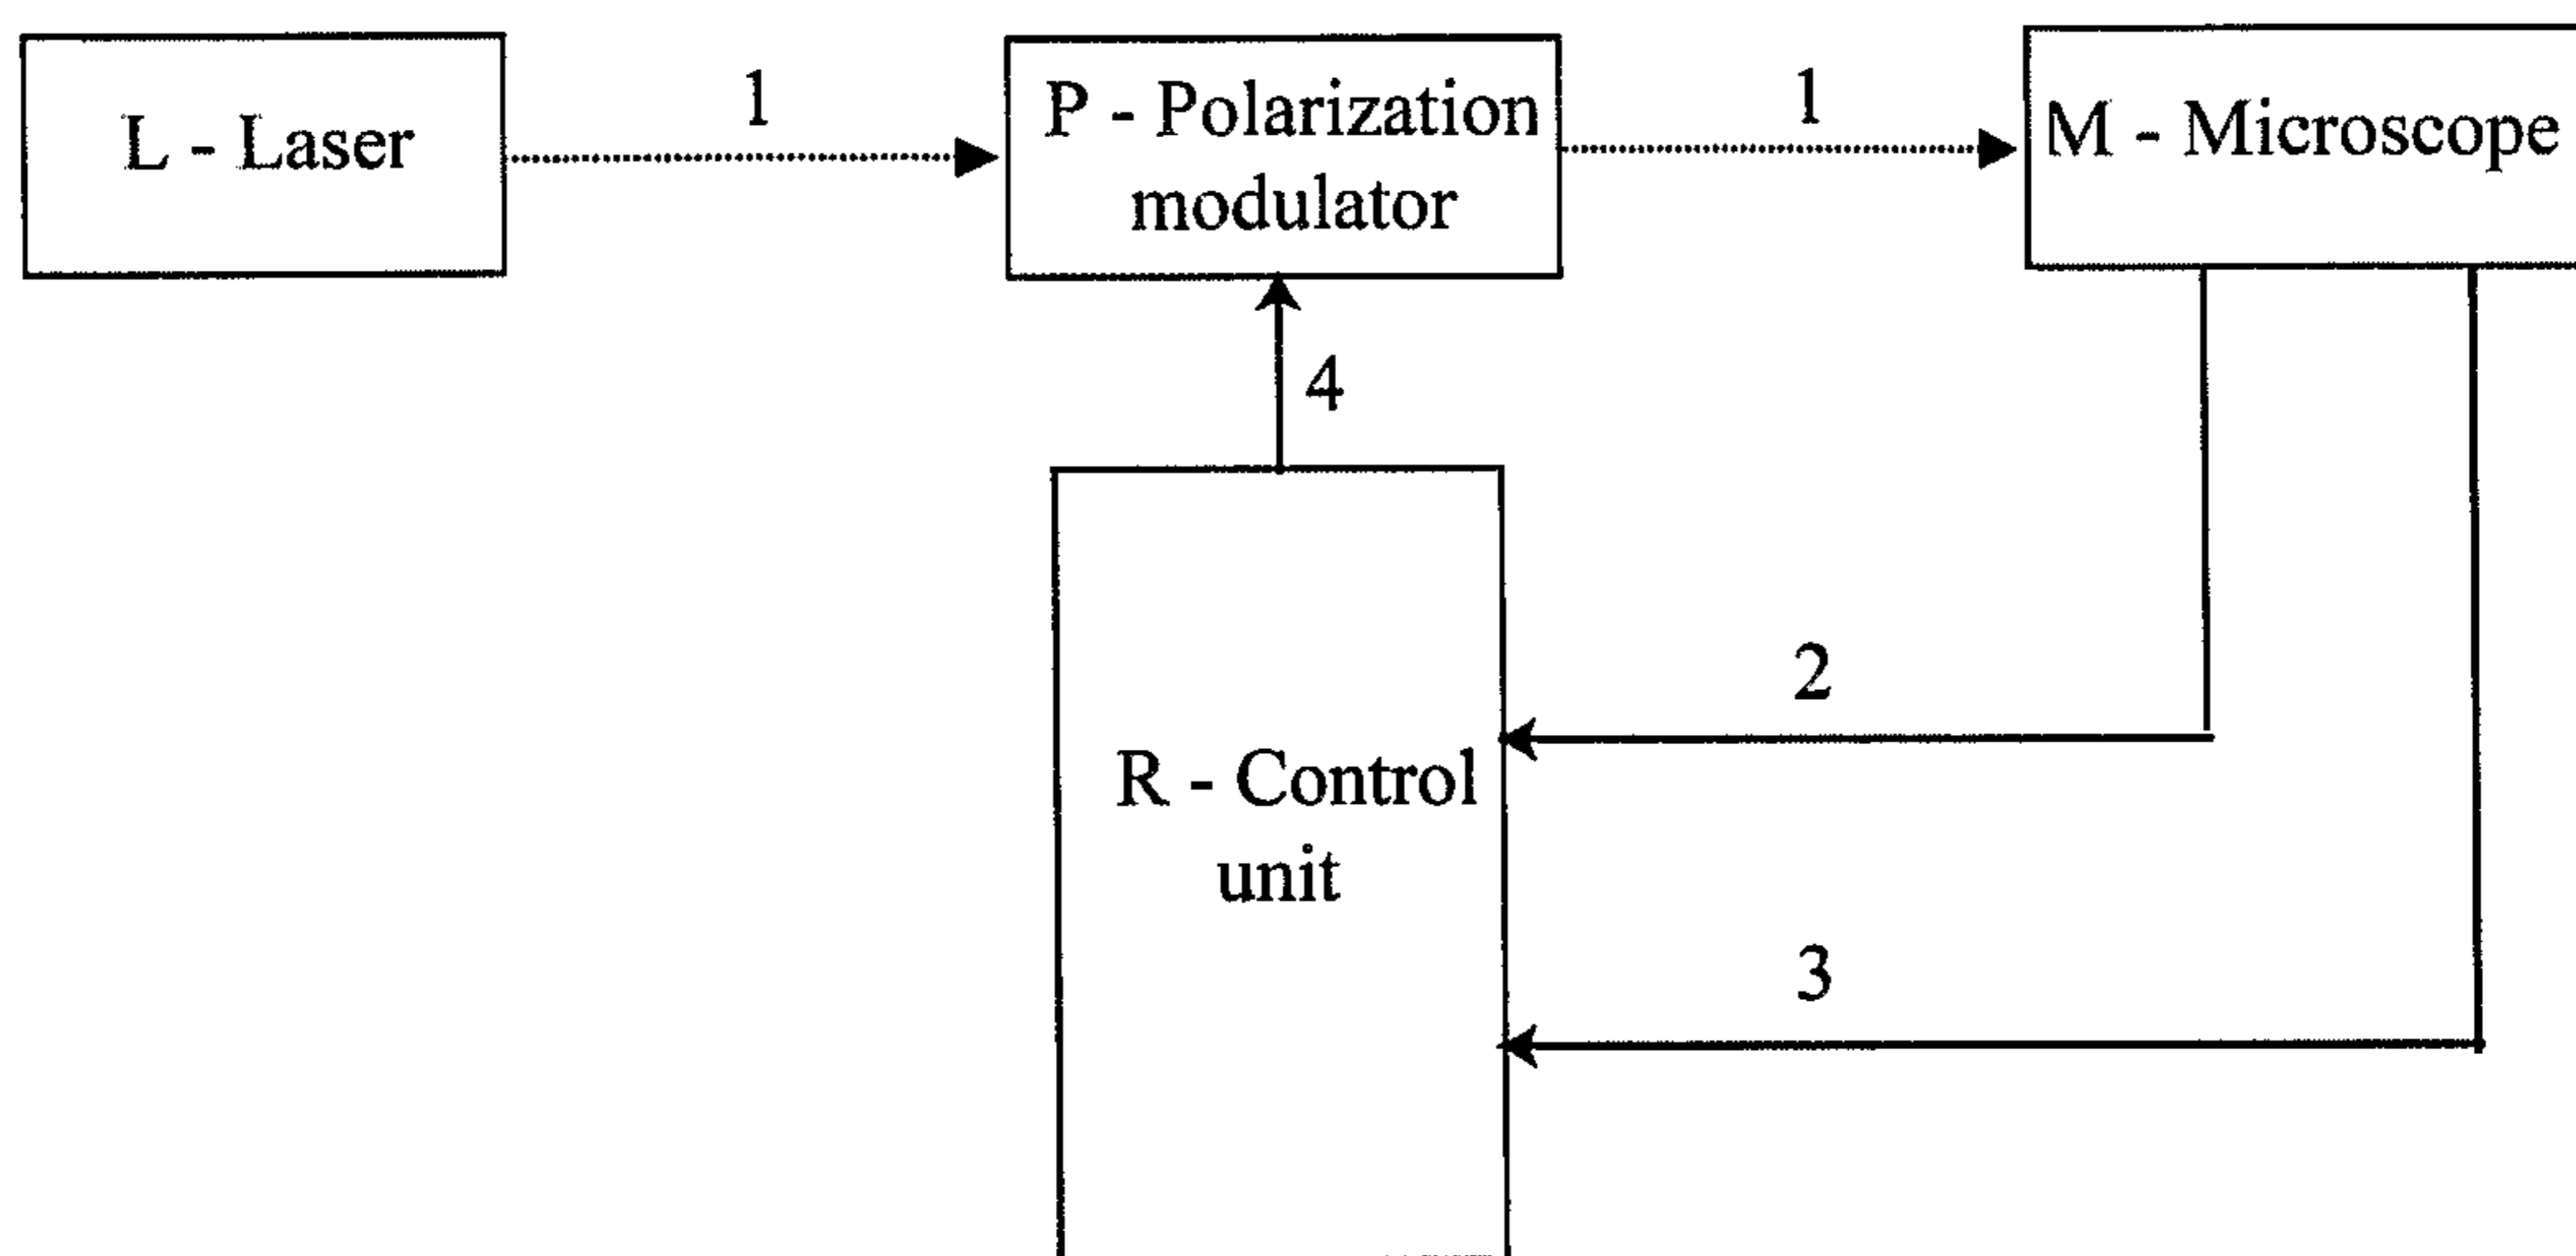 L - Laser
1
P - Polarization
modulator
1
M - Microscope
4
2
R - Control
unit
3